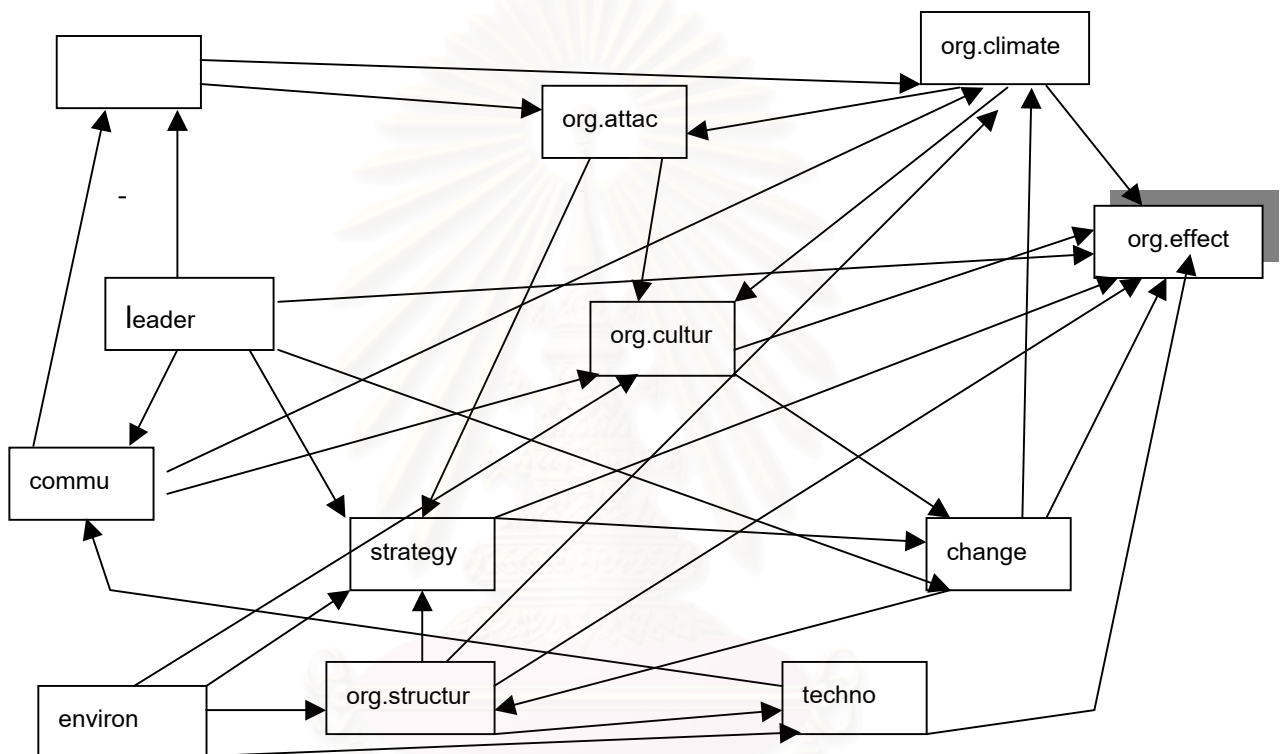 org.climate
org.attac
-
org.effect
leader
org.cultur
commu
strategy
change
org.structur
techno
environ